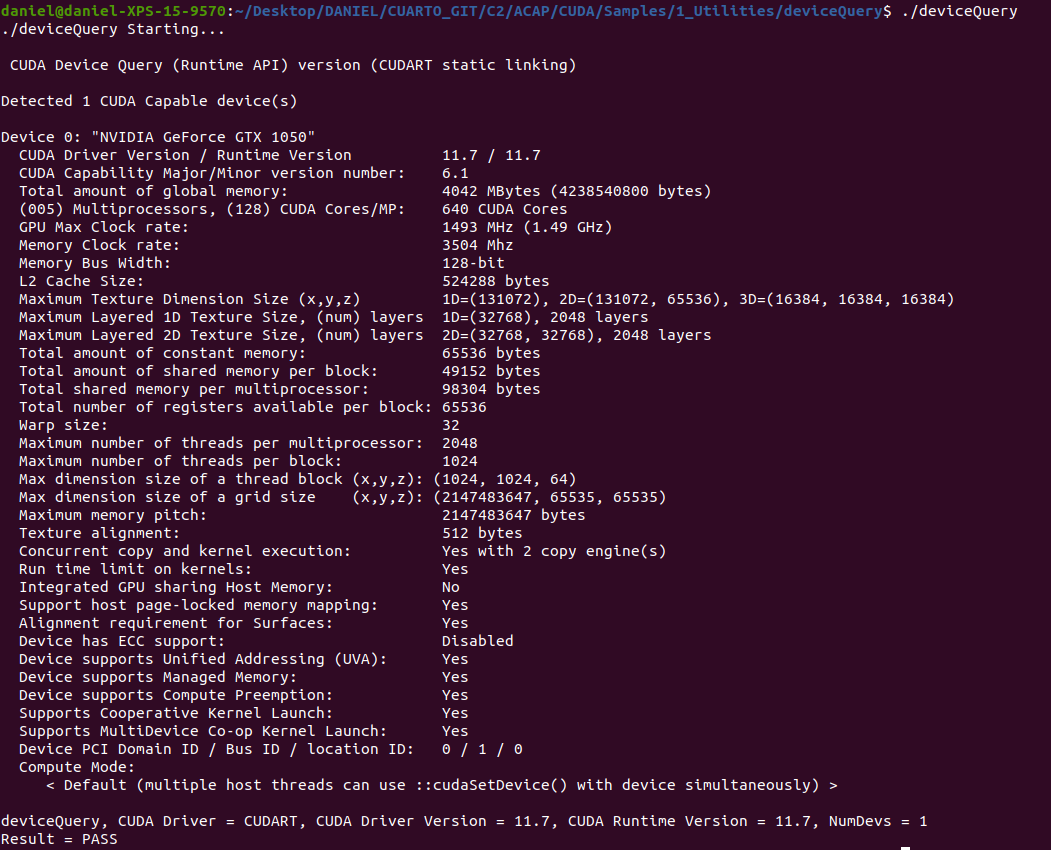 daniel@daniel-XPS-15-9570:~/Desktop/DANIEL/CUARTO_GIT/C2/ACAP/CUDA/Samples/1_Utilities/deviceQuery$ ./deviceQuery
./deviceQuery Starting...
CUDA Device Query (Runtime API) version (CUDART static linking)
Detected 1 CUDA Capable device(s)
Device 0: "NVIDIA GeForce GTX 1050"
CUDA Driver Version / Runtime Version 11.7 / 11.7
CUDA Capability Major/Minor version number: 6.1
Total amount of global memory: 4042 MBytes (4238540800 bytes)
(005) Multiprocessors, (128) CUDA Cores/MP: 640 CUDA Cores
GPU Max Clock rate: 1493 MHz (1.49 GHz)
Memory Clock rate: 3504 Mhz
Memory Bus Width: 128-bit
L2 Cache Size: 524288 bytes
Maximum Texture Dimension Size (x,y,z) 1D=(131072), 2D=(131072, 65536), 3D=(16384, 16384, 16384)
Maximum Layered 1D Texture Size, (num) layers 1D=(32768), 2048 layers
Maximum Layered 2D Texture Size, (num) layers 2D=(32768, 32768), 2048 layers
Total amount of constant memory: 65536 bytes
Total amount of shared memory per block: 49152 bytes
Total shared memory per multiprocessor: 98304 bytes
Total number of registers available per block: 65536
Warp size: 32
Maximum number of threads per multiprocessor: 2048
Maximum number of threads per block: 1024
Max dimension size of a thread block (x,y,z): (1024, 1024, 64)
Max dimension size of a grid size (x,y,z): (2147483647, 65535, 65535)
Maximum memory pitch: 2147483647 bytes
Texture alignment: 512 bytes
Concurrent copy and kernel execution: Yes with 2 copy engine(s)
Run time limit on kernels: Yes
Integrated GPU sharing Host Memory: No
Support host page-locked memory mapping: Yes
Alignment requirement for Surfaces: Yes
Device has ECC support: Disabled
Device supports Unified Addressing (UVA): Yes
Device supports Managed Memory: Yes
Device supports Compute Preemption: Yes
Supports Cooperative Kernel Launch: Yes
Supports MultiDevice Co-op Kernel Launch: Yes
Device PCI Domain ID / Bus ID / location ID: 0 / 1 / 0
Compute Mode:
< Default (multiple host threads can use ::cudaSetDevice() with device simultaneously) >
deviceQuery, CUDA Driver = CUDART, CUDA Driver Version = 11.7, CUDA Runtime Version = 11.7, NumDevs = 1
Result = PASS